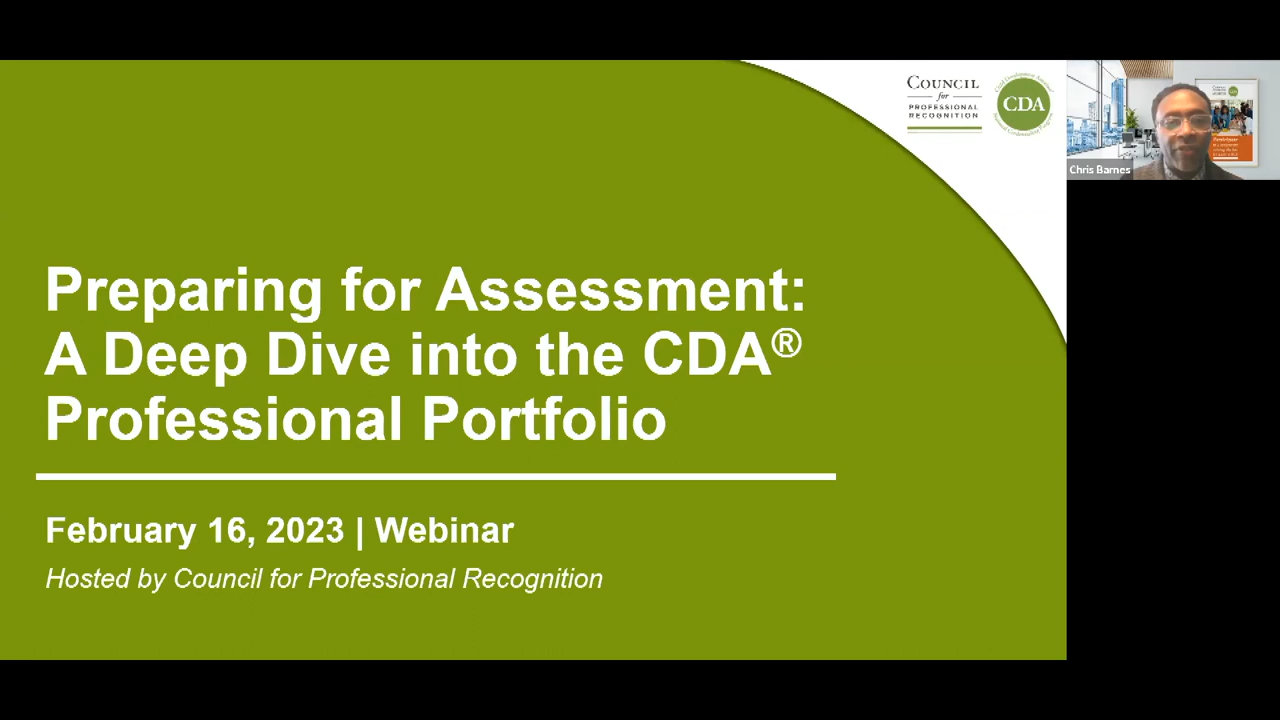 COUNCIL
for
PROFESSIONAL
RECOGNITION
CDA
Chris Barnes
Preparing for Assessment:
A Deep Dive into the CDA®
Professional Portfolio
February 16, 2023 | Webinar
Hosted by Council for Professional Recognition